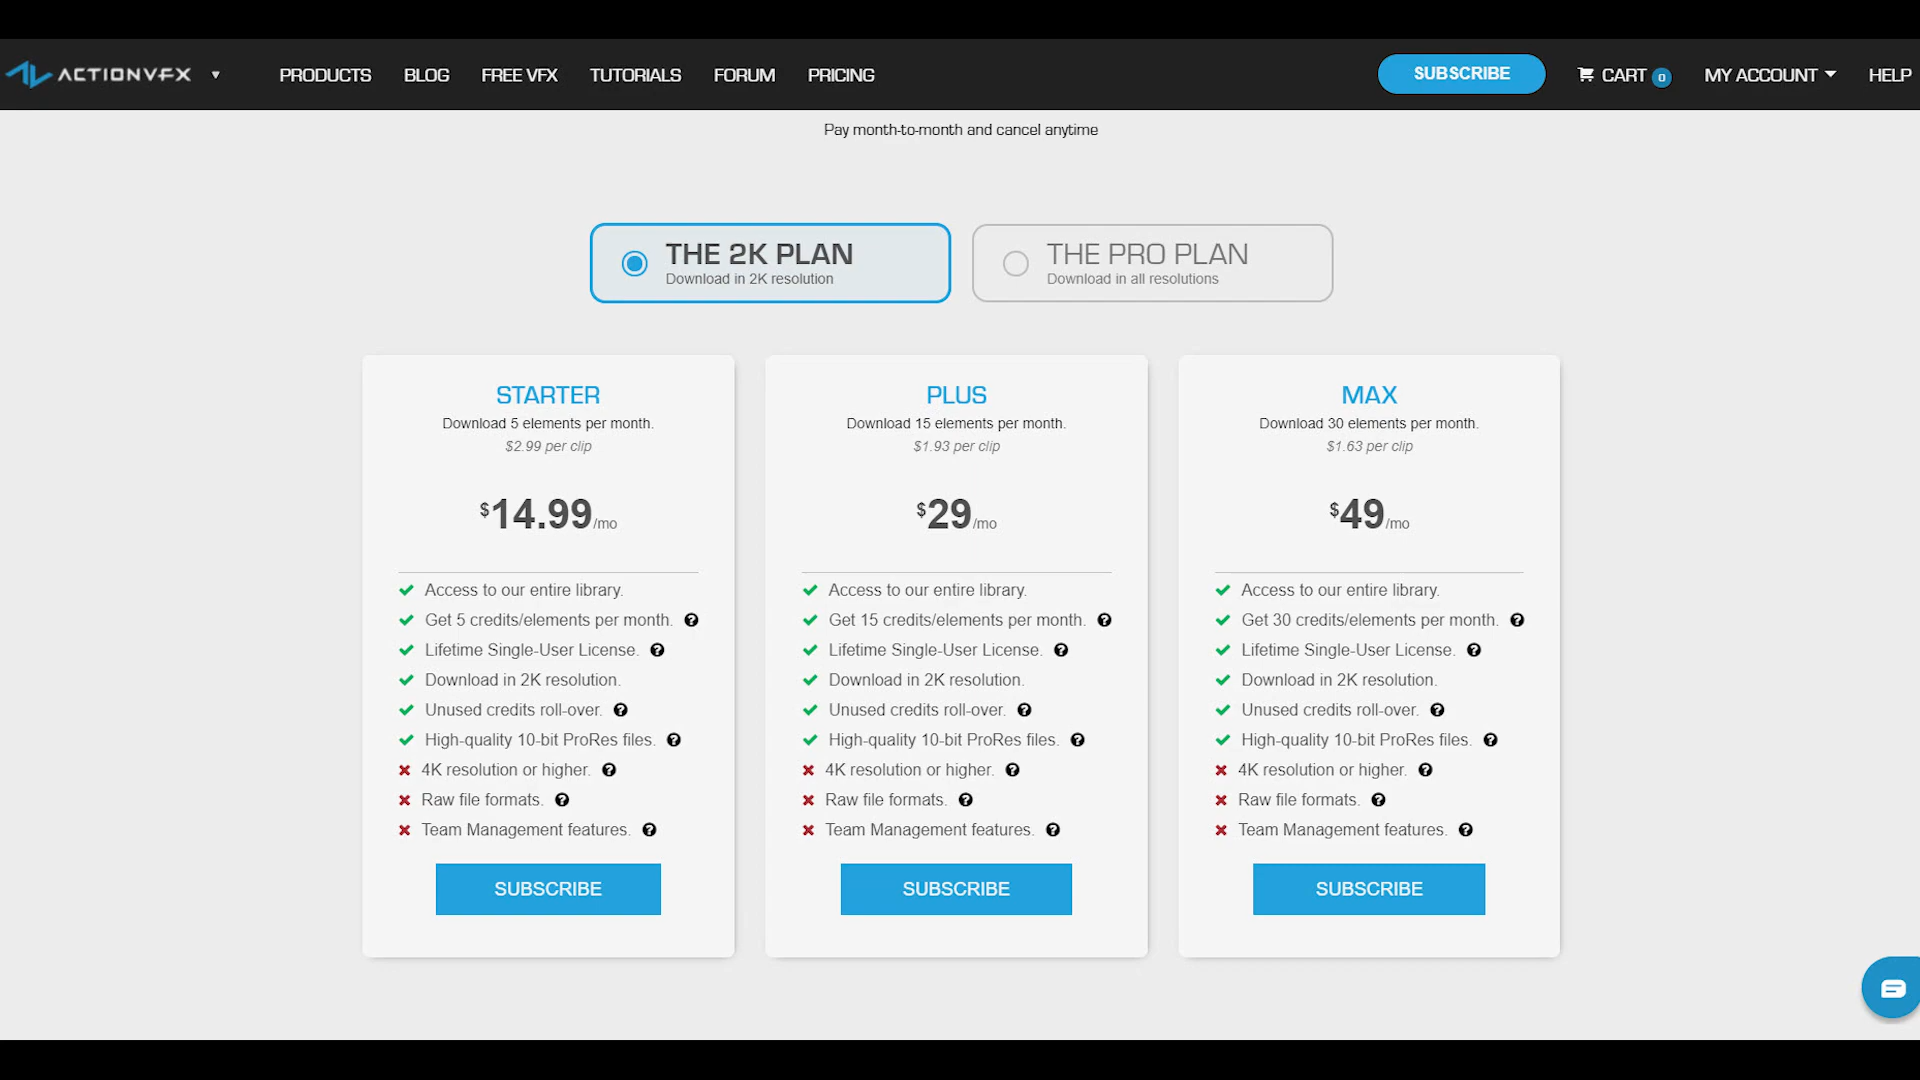 ACTIONVFX
PRODUCTS BLOG FREE VFX TUTORIALS FORUM PRICING SUBSCRIBE CART 0 MY ACCOUNT HELP
Pay month-to-month and cancel anytime
THE 2K PLAN
Download in 2K resolution
THE PRO PLAN
Download in all resolutions
STARTER
Download 5 elements per month.
$2.99 per clip
$14.99/mo
Access to our entire library.
Get 5 credits/elements per month. ?
Lifetime Single-User License. ?
Download in 2K resolution.
Unused credits roll-over. ?
High-quality 10-bit ProRes files. ?
4K resolution or higher. ?
Raw file formats. ?
Team Management features. ?
SUBSCRIBE
PLUS
Download 15 elements per month.
$1.93 per clip
$29/mo
Access to our entire library.
Get 15 credits/elements per month. ?
Lifetime Single-User License. ?
Download in 2K resolution.
Unused credits roll-over. ?
High-quality 10-bit ProRes files. ?
4K resolution or higher. ?
Raw file formats. ?
Team Management features. ?
SUBSCRIBE
MAX
Download 30 elements per month.
$1.63 per clip
$49/mo
Access to our entire library.
Get 30 credits/elements per month. ?
Lifetime Single-User License. ?
Download in 2K resolution.
Unused credits roll-over. ?
High-quality 10-bit ProRes files. ?
4K resolution or higher. ?
Raw file formats. ?
Team Management features. ?
SUBSCRIBE